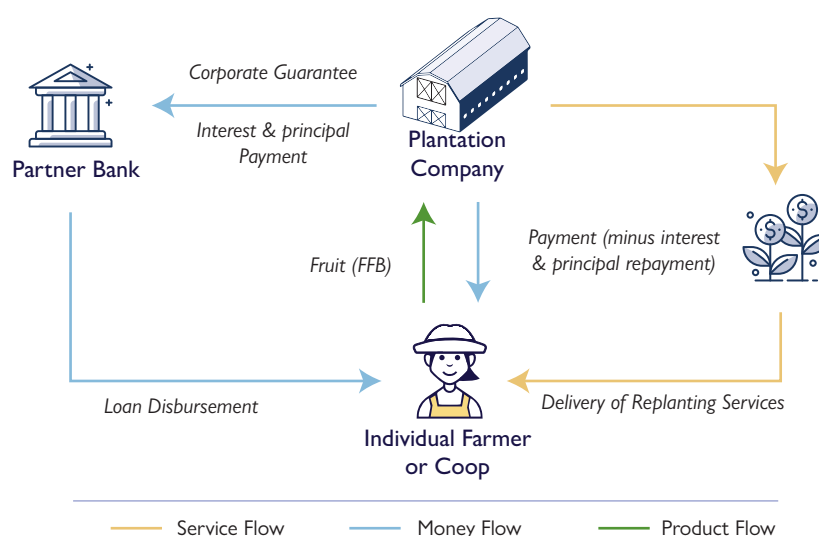 Corporate Guarantee
Interest & principal
Payment
Partner Bank
Plantation
Company
Fruit (FFB)
Payment (minus interest
& principal repayment)
$
$
Loan Disbursement
Delivery of Replanting Services
Individual Farmer
or Coop
Service Flow
Money Flow
Product Flow